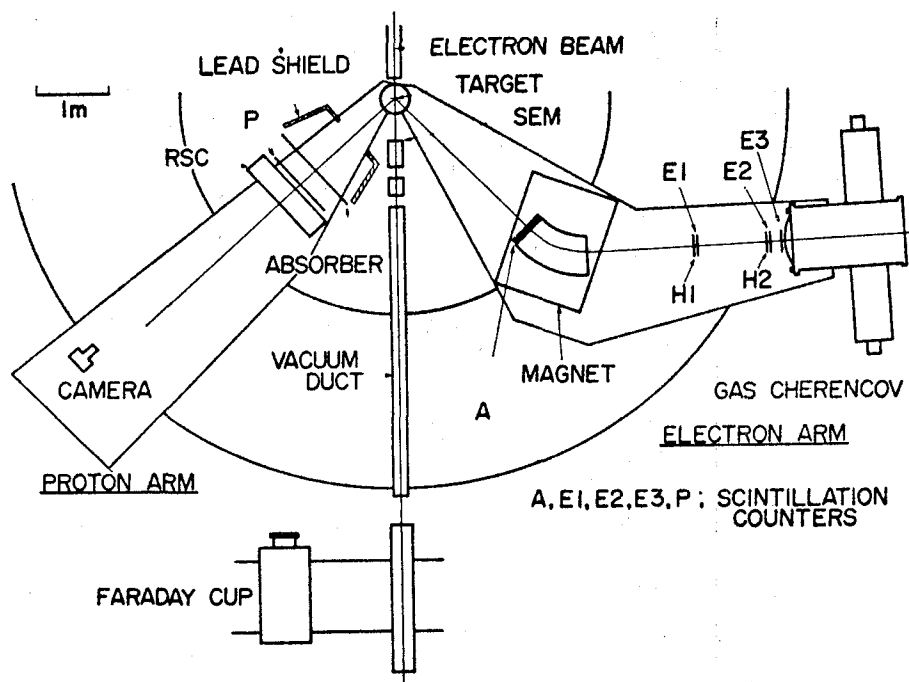 ELECTRON BEAM
LEAD SHIELD
TARGET
1m
P
SEM
RSC
E3
E1
E2
ABSORBER
H1
H2
VACUUM
DUCT
MAGNET
CAMERA
GAS CHERENCOV
A
ELECTRON ARM
PROTON ARM
A, E1, E2, E3, P ; SCINTILLATION
COUNTERS
FARADAY CUP